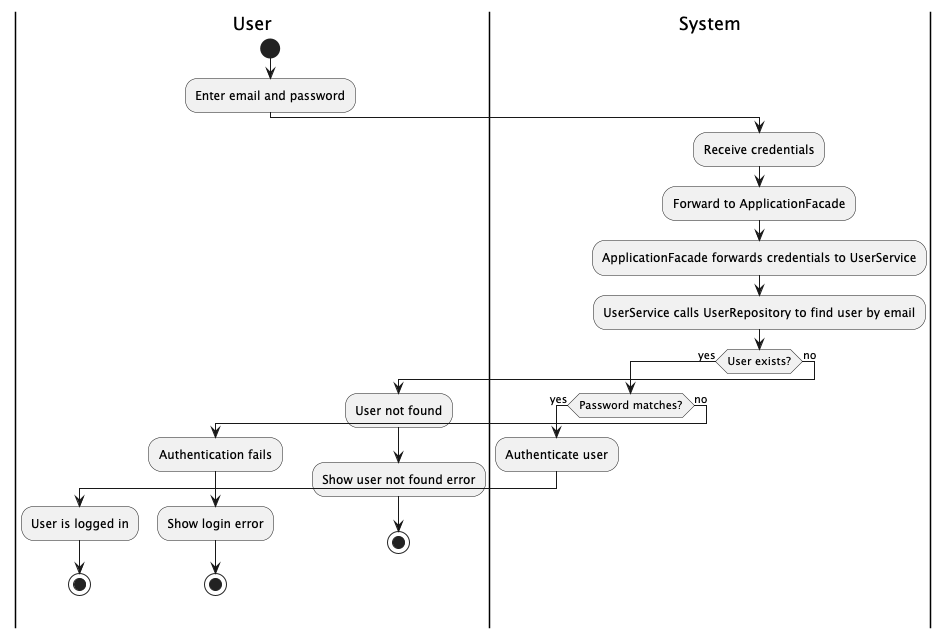 User
System
Enter email and password
Receive credentials
Forward to ApplicationFacade
ApplicationFacade forwards credentials to UserService
UserService calls UserRepository to find user by email
yes
User exists?
no
User not found
yes
Password matches?
no
Authentication fails
Authenticate user
Show user not found error
User is logged in
Show login error